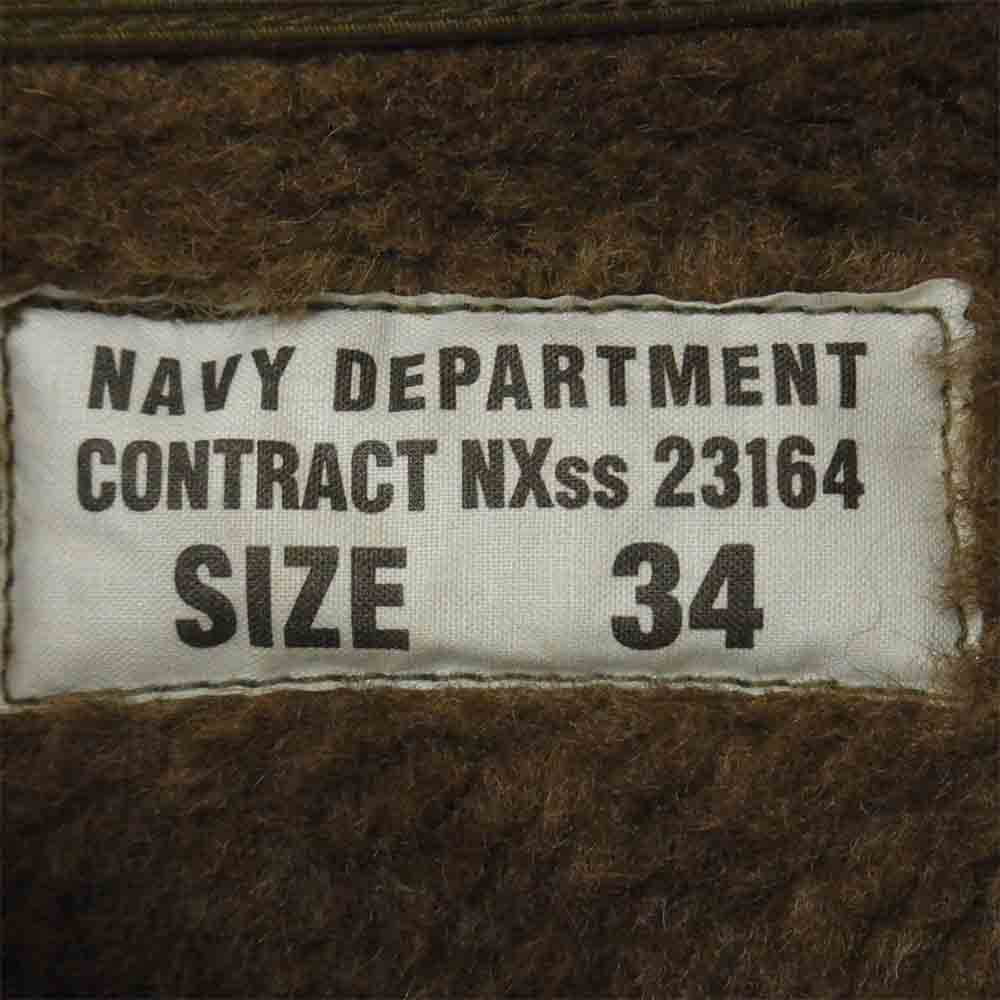 NAVY DEPARTMENT
CONTRACT NXss 23164
SIZE 34